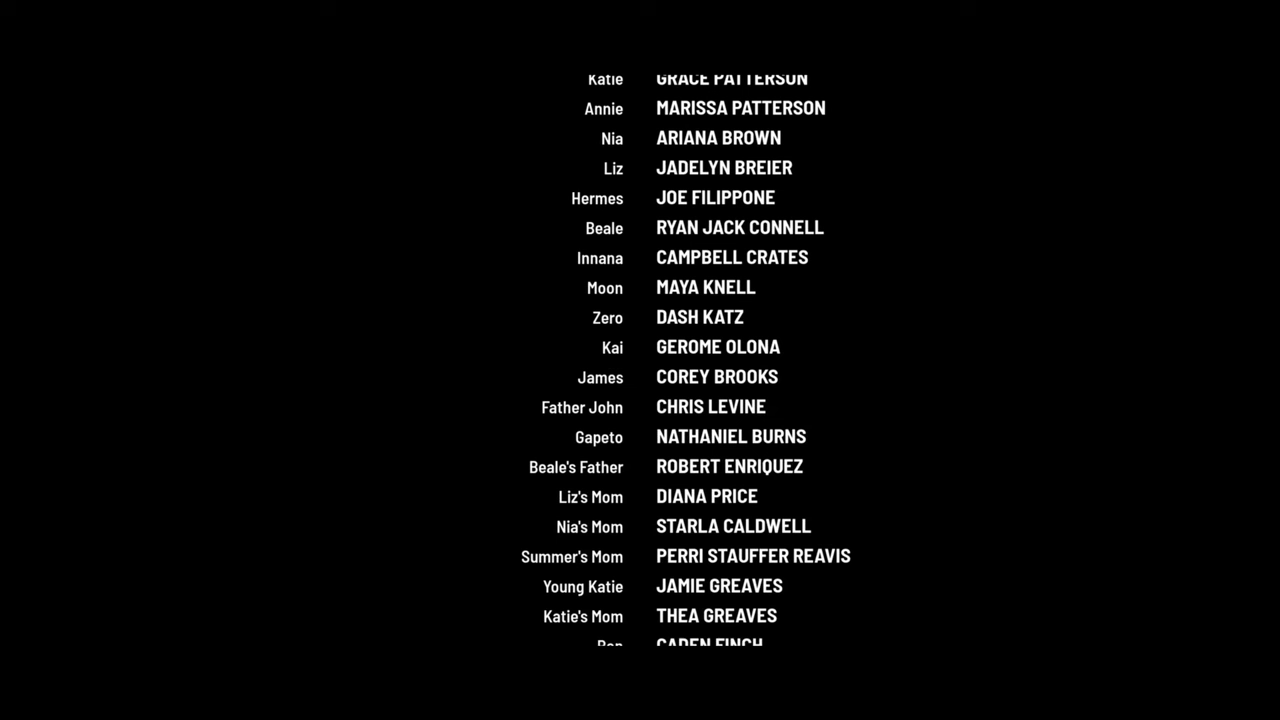 Katie GRACE PATTERSON
Annie MARISSA PATTERSON
Nia ARIANA BROWN
Liz JADELYN BREIER
Hermes JOE FILIPPONE
Beale RYAN JACK CONNELL
Innana CAMPBELL CRATES
Moon MAYA KNELL
Zero DASH KATZ
Kai GEROME OLONA
James COREY BROOKS
Father John CHRIS LEVINE
Gapeto NATHANIEL BURNS
Beale's Father ROBERT ENRIQUEZ
Liz's Mom DIANA PRICE
Nia's Mom STARLA CALDWELL
Summer's Mom PERRI STAUFFER REAVIS
Young Katie JAMIE GREAVES
Katie's Mom THEA GREAVES
CADEN FINCH